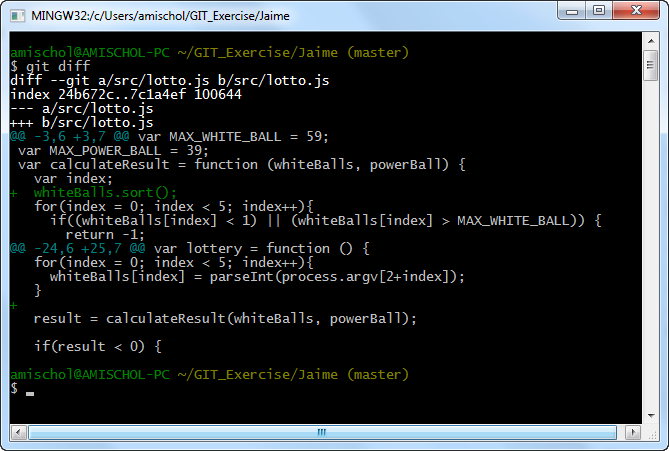 MINGW32:/c/Users/amischol/GIT_Exercise/Jaime
amischol@AMISCHOL-PC ~/GIT_Exercise/Jaime (master)
$ git diff
diff --git a/src/lotto.js b/src/lotto.js
index 24b672c..7c1a4ef 100644
--- a/src/lotto.js
+++ b/src/lotto.js
@@ -3,6 +3,7 @@ var MAX_WHITE_BALL = 59;
 var MAX_POWER_BALL = 39;
 var calculateResult = function (whiteBalls, powerBall) {
   var index;
+  whiteBalls.sort();
   for(index = 0; index < 5; index++){
     if((whiteBalls[index] < 1) || (whiteBalls[index] > MAX_WHITE_BALL)) {
       return -1;
@@ -24,6 +25,7 @@ var lottery = function () {
   for(index = 0; index < 5; index++){
     whiteBalls[index] = parseInt(process.argv[2+index]);
   }
+
   result = calculateResult(whiteBalls, powerBall);
   if(result < 0) {
amischol@AMISCHOL-PC ~/GIT_Exercise/Jaime (master)
$